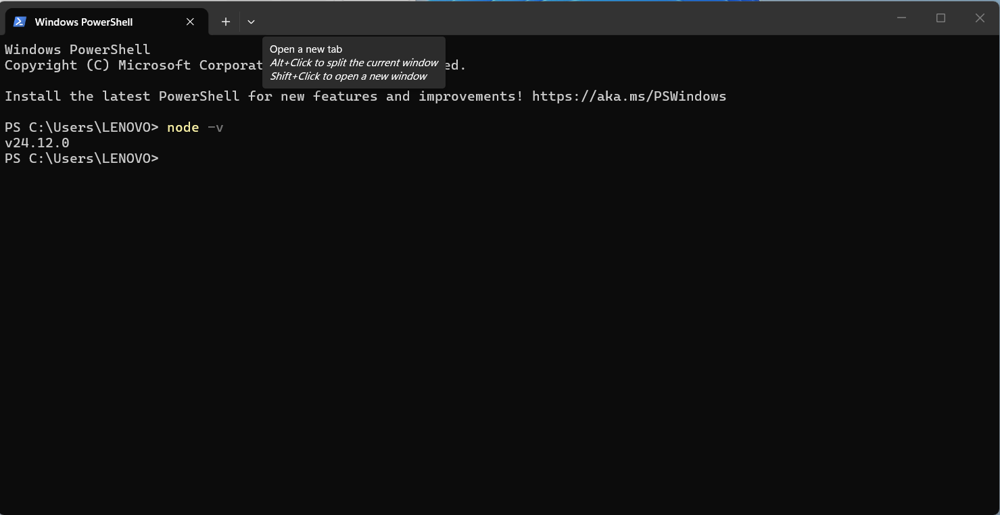 Windows PowerShell
Windows PowerShell
Copyright (C) Microsoft Corporat ed.
Open a new tab
Alt+Click to split the current window
Shift+Click to open a new window
Install the latest PowerShell for new features and improvements! https://aka.ms/PSWindows
PS C:\Users\LENOVO> node -v
v24.12.0
PS C:\Users\LENOVO>